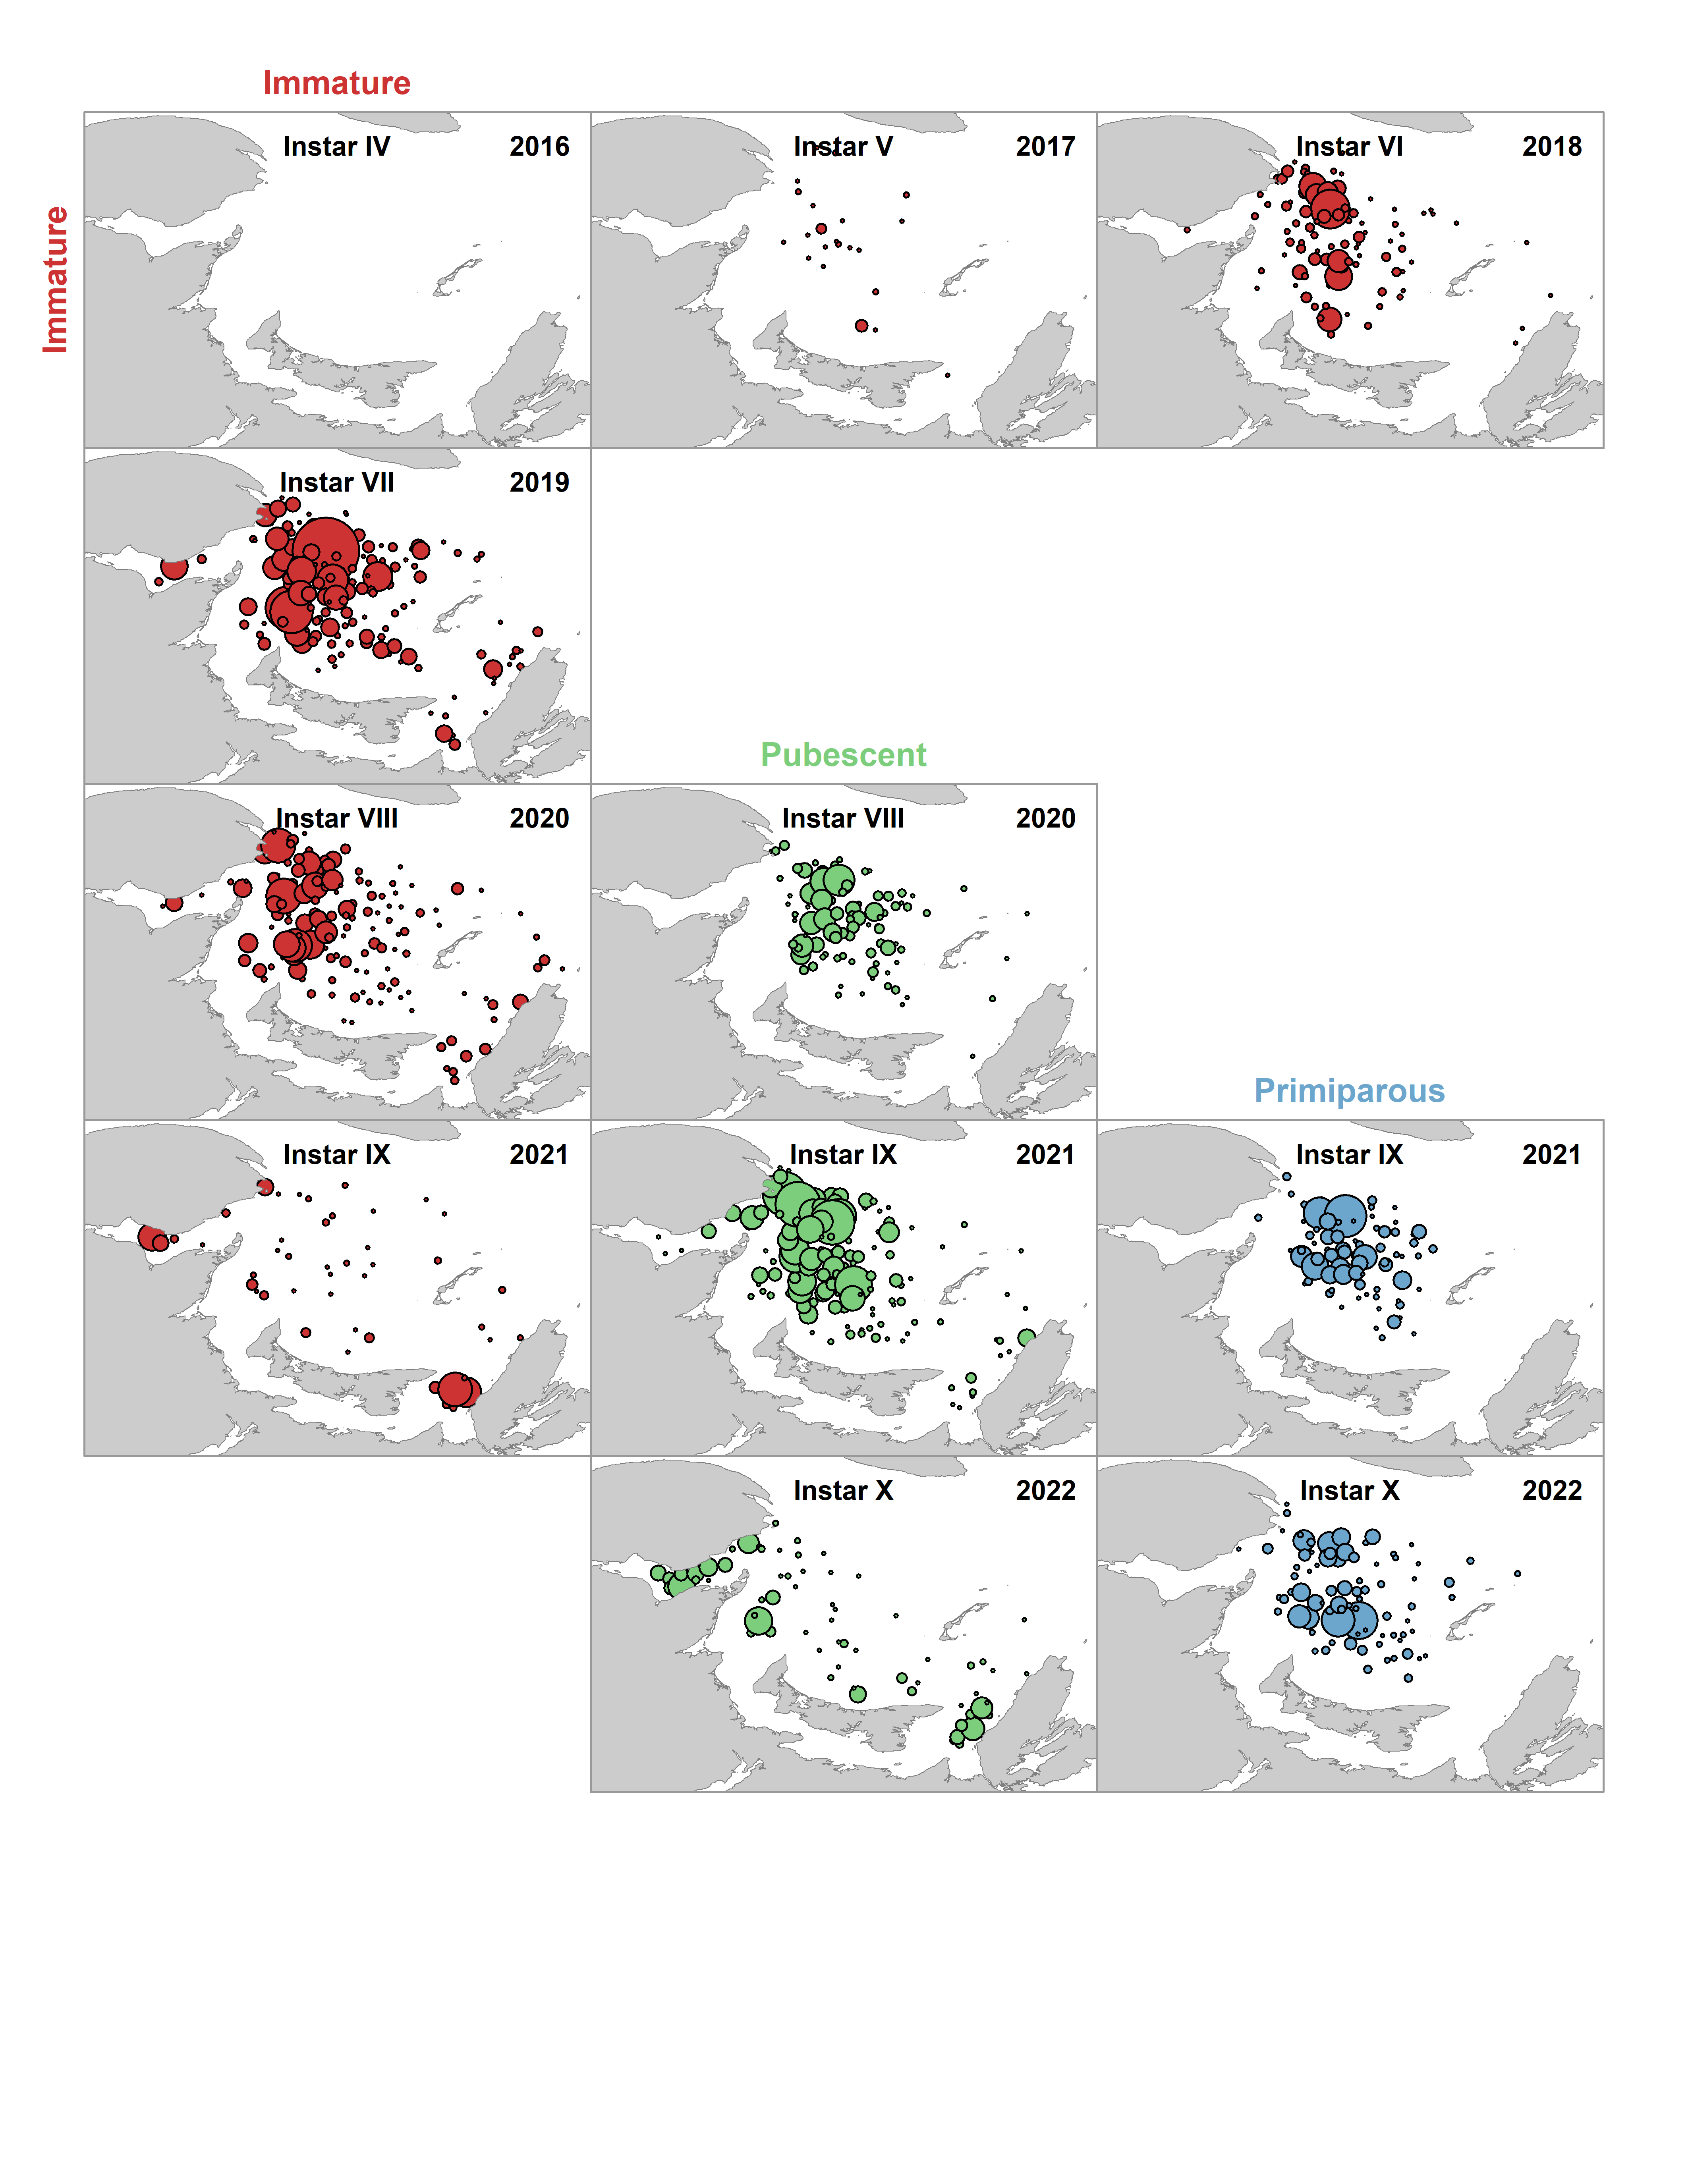 Immature
Immature
Instar IV 2016
Instar V 2017
Instar VI 2018
Instar VII 2019
Pubescent
Instar VIII 2020
Instar VIII 2020
Primiparous
Instar IX 2021
Instar IX 2021
Instar IX 2021
Instar X 2022
Instar X 2022